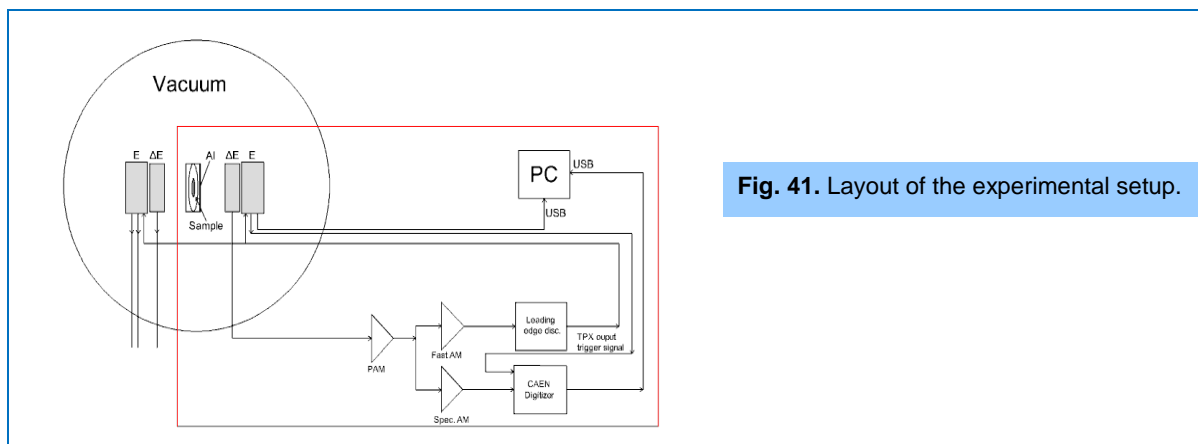 Vacuum
E ΔE
Al
ΔE E
Sample
PC
USB
USB
PAM
Fast AM
Spec. AM
Leading
edge disc.
TPX ouput
trigger signal
CAEN
Digitizer
Fig. 41. Layout of the experimental setup.